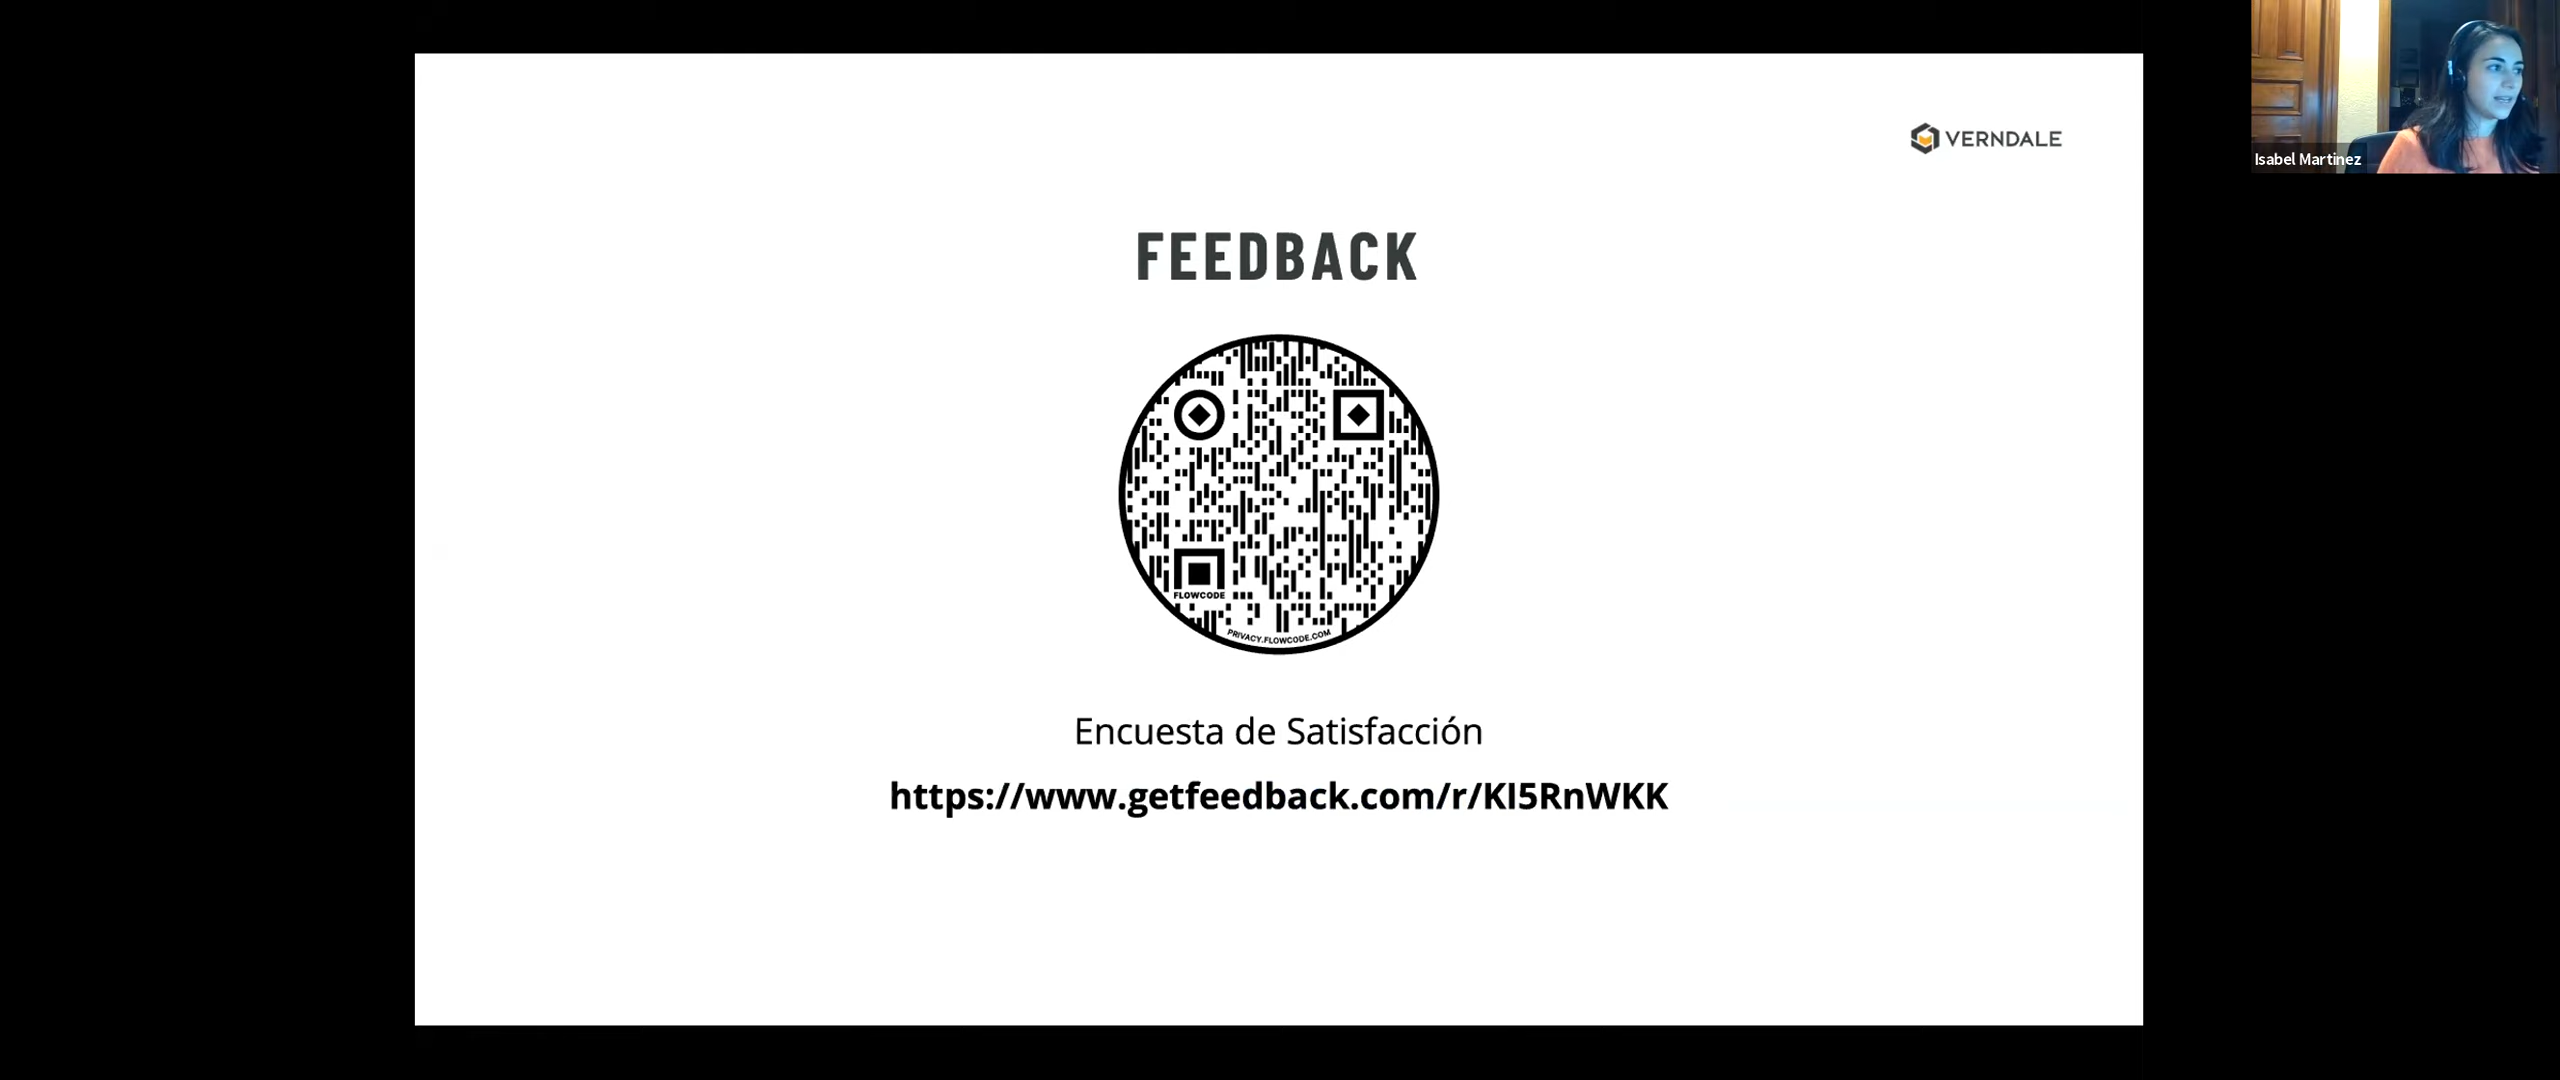 VERNDALE
Isabel Martinez
FEEDBACK
FLOWCODE
PRIVACY.FLOWCODE.COM
Encuesta de Satisfacción
https://www.getfeedback.com/r/KI5RnWKK